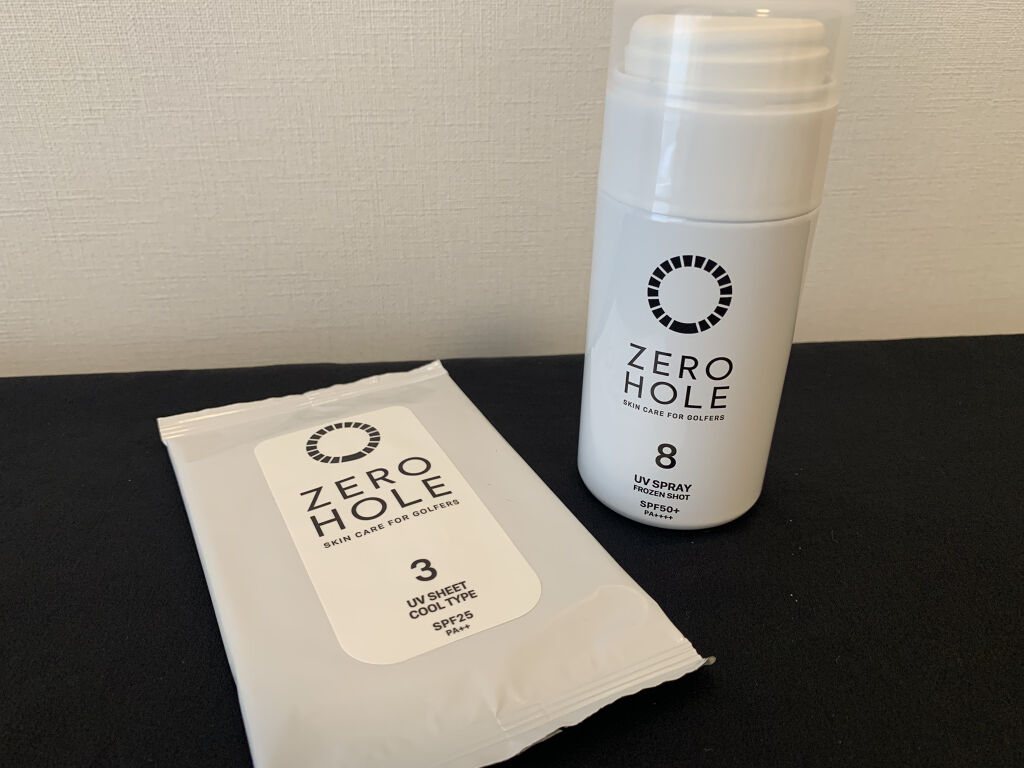 ZERO
HOLE
SKIN CARE FOR GOLFERS
3
UV SHEET
COOL TYPE
SPF25
PA++
ZERO
HOLE
SKIN CARE FOR GOLFERS
8
UV SPRAY
FROZEN SHOT
SPF50+
PA++++